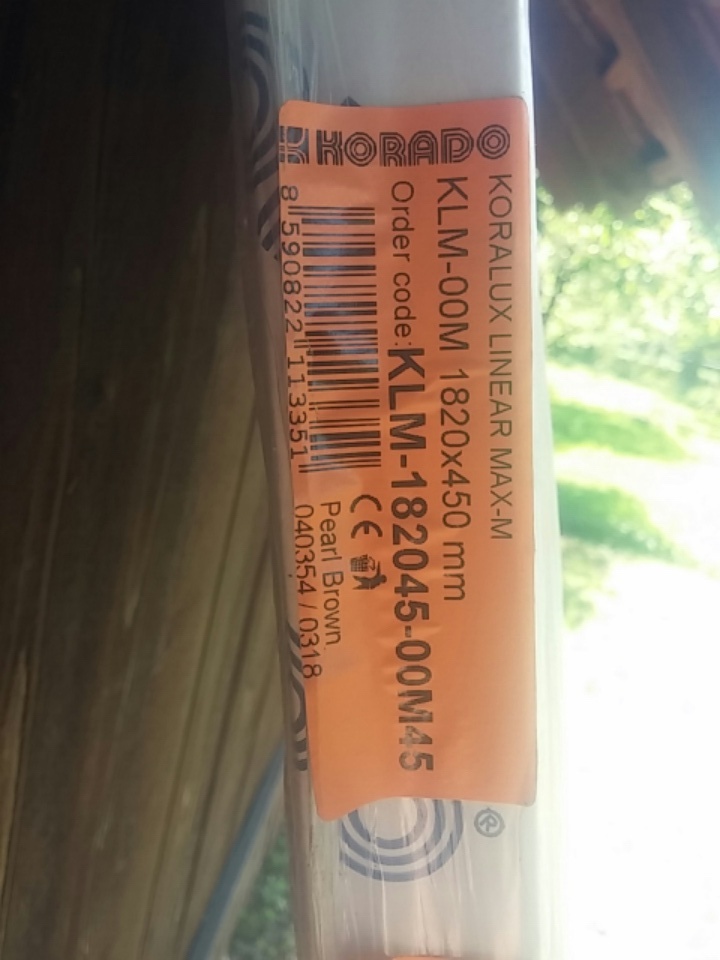 KORADO
KORALUX LINEAR MAX-M
KLM-00M 1820x450 mm
Order code: KLM-182045-00M45
8 590822 113351
CE
Pearl Brown
040354 / 0318
®